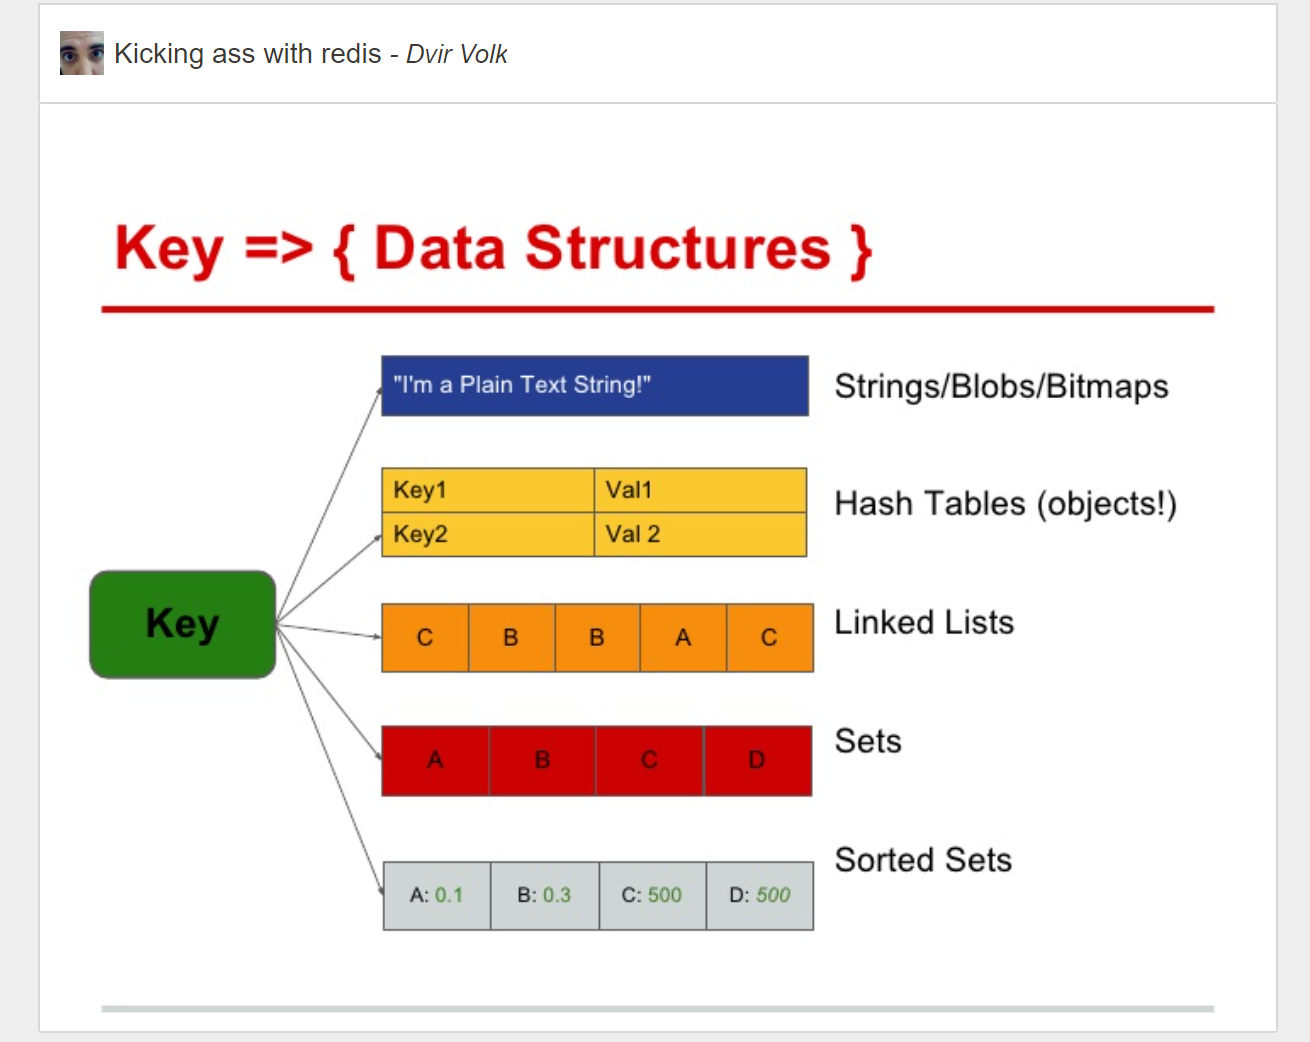 Kicking ass with redis - Dvir Volk
Key => { Data Structures }
"I'm a Plain Text String!" Strings/Blobs/Bitmaps
Key1 Val1
Hash Tables (objects!)
Key2 Val 2
Key
C B B A C
Linked Lists
A B C D
Sets
A: 0.1 B: 0.3 C: 500 D: 500
Sorted Sets